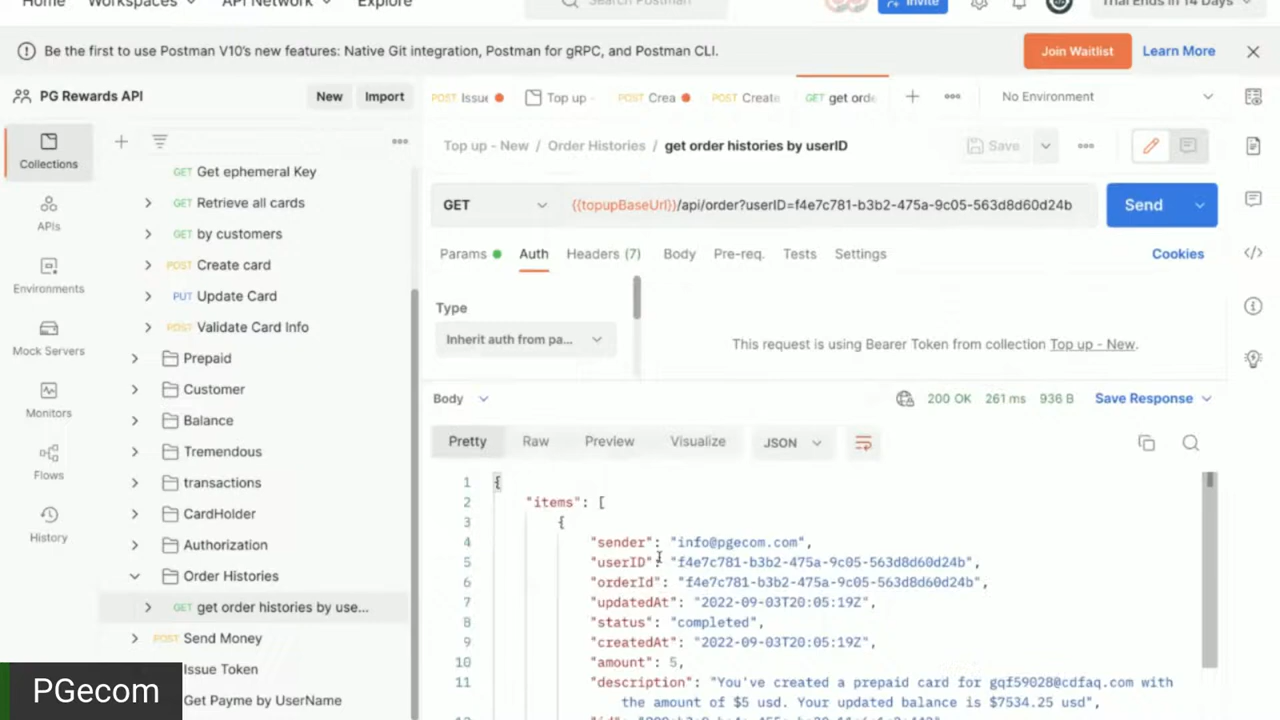 Home Workspaces API Network Explore Search Postman Invite Trial Ends in 14 Days
Be the first to use Postman V10's new features: Native Git integration, Postman for gRPC, and Postman CLI. Join Waitlist Learn More
PG Rewards API New Import
POST Issue Top up - POST Crea POST Create GET get orde No Environment
Collections
APIs
Environments
Mock Servers
Monitors
Flows
History
GET Get ephemeral Key
GET Retrieve all cards
GET by customers
POST Create card
PUT Update Card
POST Validate Card Info
Prepaid
Customer
Balance
Tremendous
transactions
CardHolder
Authorization
Order Histories
GET get order histories by use...
POST Send Money
Issue Token
Get Payme by UserName
Top up - New / Order Histories / get order histories by userID Save
GET {{topupBaseUrl}}/api/order?userID=f4e7c781-b3b2-475a-9c05-563d8d60d24b Send
Params Auth Headers (7) Body Pre-req. Tests Settings Cookies
Type
Inherit auth from pa...
This request is using Bearer Token from collection Top up - New.
Body 200 OK 261 ms 936 B Save Response
Pretty Raw Preview Visualize JSON
1 {
2 "items": [
3 {
4 "sender": "info@pgecom.com",
5 "userID": "f4e7c781-b3b2-475a-9c05-563d8d60d24b",
6 "orderId": "f4e7c781-b3b2-475a-9c05-563d8d60d24b",
7 "updatedAt": "2022-09-03T20:05:19Z",
8 "status": "completed",
9 "createdAt": "2022-09-03T20:05:19Z",
10 "amount": 5,
11 "description": "You've created a prepaid card for gqf59028@cdfaq.com with
the amount of $5 usd. Your updated balance is $7534.25 usd",
PGecom